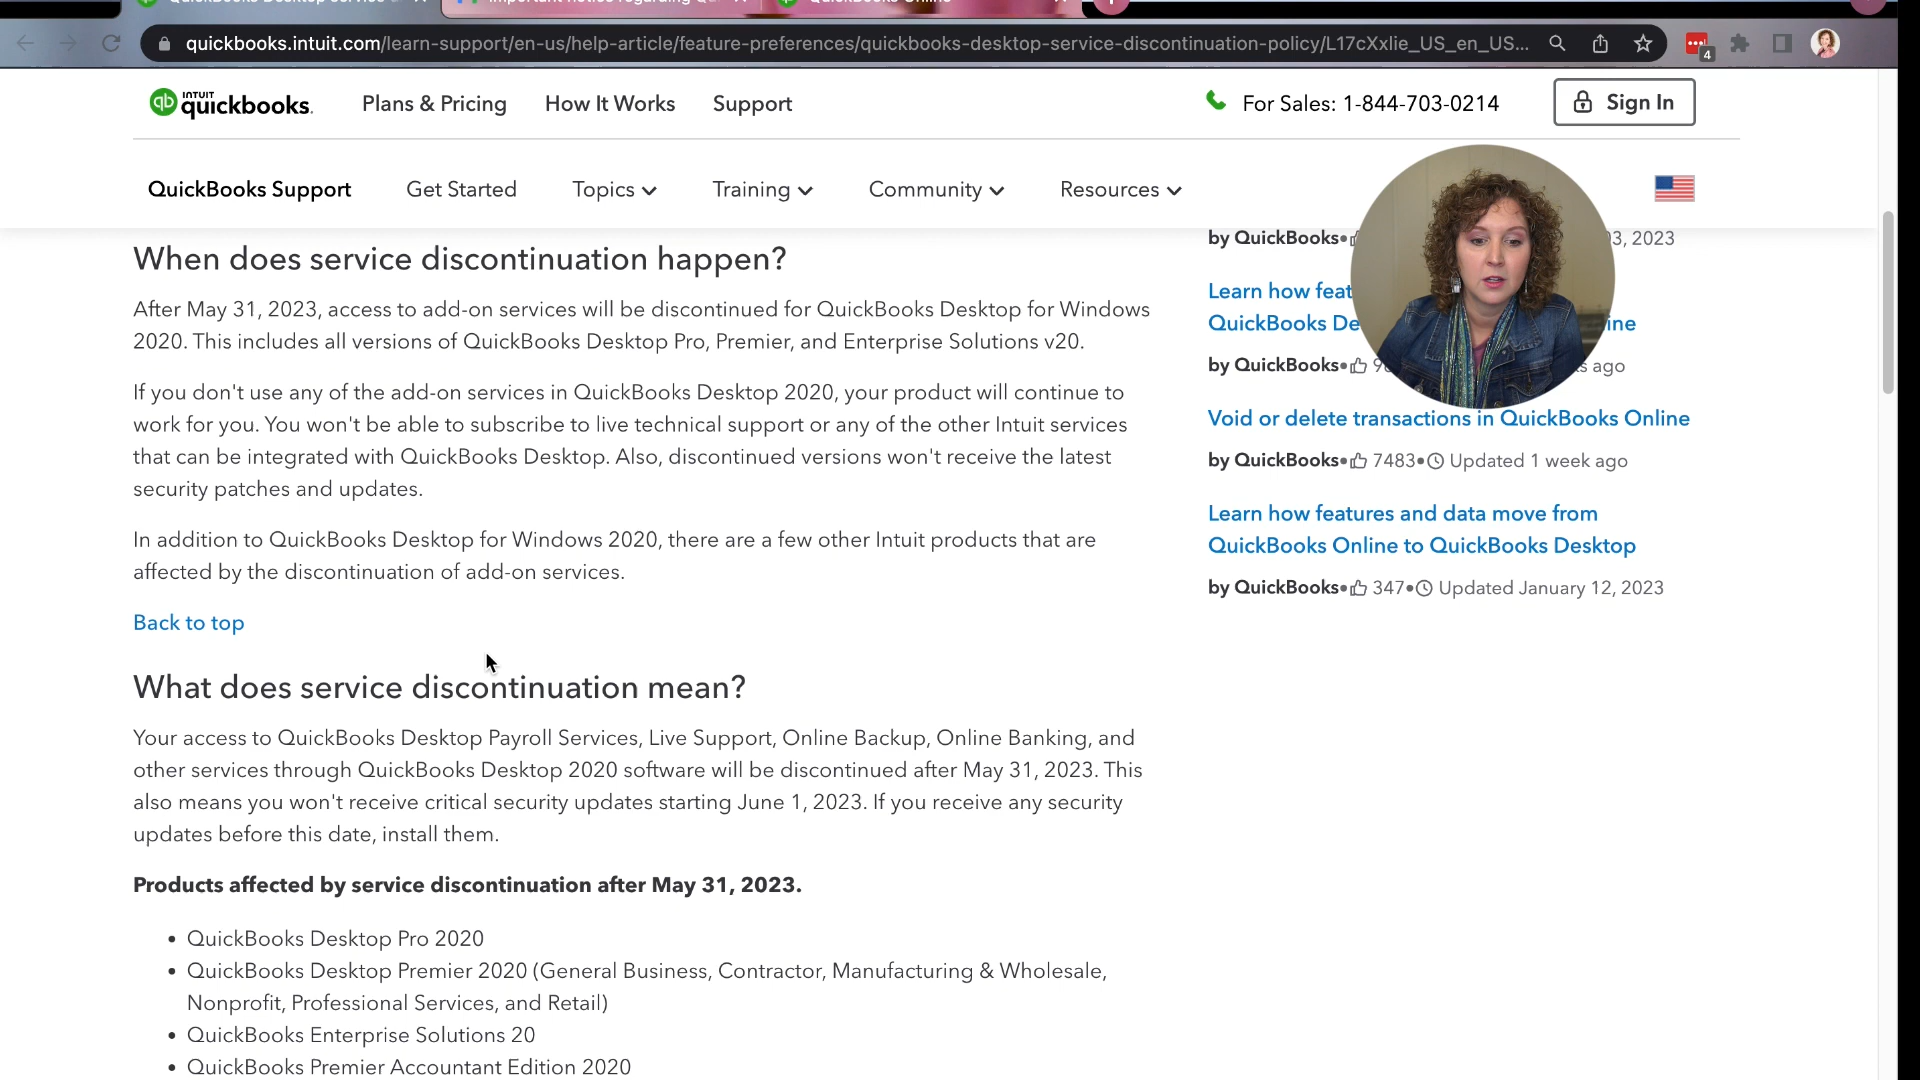 quickbooks.intuit.com/learn-support/en-us/help-article/feature-preferences/quickbooks-desktop-service-discontinuation-policy/L17cXxlie_US_en_US...
4
INTUIT
quickbooks.
Plans & Pricing
How It Works
Support
For Sales: 1-844-703-0214
Sign In
QuickBooks Support
Get Started
Topics
Training
Community
Resources
When does service discontinuation happen?
After May 31, 2023, access to add-on services will be discontinued for QuickBooks Desktop for Windows
2020. This includes all versions of QuickBooks Desktop Pro, Premier, and Enterprise Solutions v20.
If you don't use any of the add-on services in QuickBooks Desktop 2020, your product will continue to
work for you. You won't be able to subscribe to live technical support or any of the other Intuit services
that can be integrated with QuickBooks Desktop. Also, discontinued versions won't receive the latest
security patches and updates.
In addition to QuickBooks Desktop for Windows 2020, there are a few other Intuit products that are
affected by the discontinuation of add-on services.
Back to top
What does service discontinuation mean?
Your access to QuickBooks Desktop Payroll Services, Live Support, Online Backup, Online Banking, and
other services through QuickBooks Desktop 2020 software will be discontinued after May 31, 2023. This
also means you won't receive critical security updates starting June 1, 2023. If you receive any security
updates before this date, install them.
Products affected by service discontinuation after May 31, 2023.
• QuickBooks Desktop Pro 2020
• QuickBooks Desktop Premier 2020 (General Business, Contractor, Manufacturing & Wholesale,
Nonprofit, Professional Services, and Retail)
• QuickBooks Enterprise Solutions 20
• QuickBooks Premier Accountant Edition 2020
by QuickBooks• 2023
Learn how
QuickBooks
by QuickBooks• ago
Void or delete transactions in QuickBooks Online
by QuickBooks• 7483• Updated 1 week ago
Learn how features and data move from
QuickBooks Online to QuickBooks Desktop
by QuickBooks• 347• Updated January 12, 2023